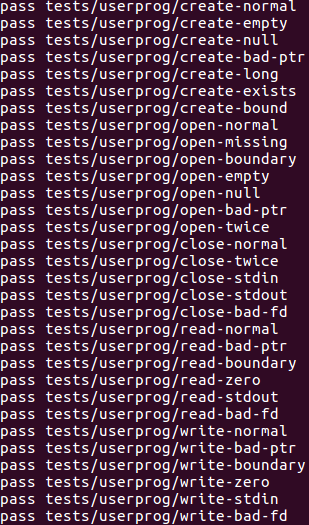 pass tests/userprog/create-normal
pass tests/userprog/create-empty
pass tests/userprog/create-null
pass tests/userprog/create-bad-ptr
pass tests/userprog/create-long
pass tests/userprog/create-exists
pass tests/userprog/create-bound
pass tests/userprog/open-normal
pass tests/userprog/open-missing
pass tests/userprog/open-boundary
pass tests/userprog/open-empty
pass tests/userprog/open-null
pass tests/userprog/open-bad-ptr
pass tests/userprog/open-twice
pass tests/userprog/close-normal
pass tests/userprog/close-twice
pass tests/userprog/close-stdin
pass tests/userprog/close-stdout
pass tests/userprog/close-bad-fd
pass tests/userprog/read-normal
pass tests/userprog/read-bad-ptr
pass tests/userprog/read-boundary
pass tests/userprog/read-zero
pass tests/userprog/read-stdout
pass tests/userprog/read-bad-fd
pass tests/userprog/write-normal
pass tests/userprog/write-bad-ptr
pass tests/userprog/write-boundary
pass tests/userprog/write-zero
pass tests/userprog/write-stdin
pass tests/userprog/write-bad-fd